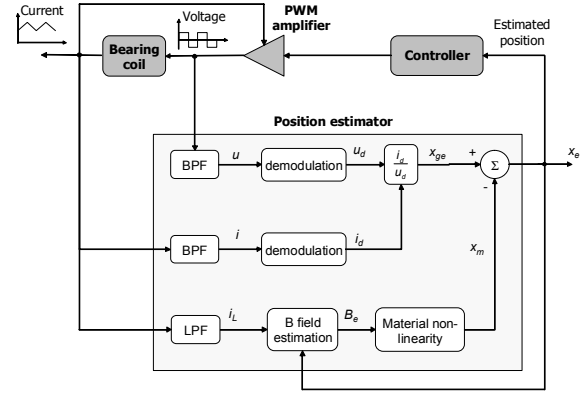 Current
Voltage
PWM
amplifier
Estimated
position
Bearing
coil
Controller
Position estimator
BPF
u
demodulation
u_d
i_d
u_d
x_ge
+
Σ
-
x_e
BPF
i
demodulation
i_d
x_m
LPF
i_L
B field
estimation
B_e
Material non-
linearity